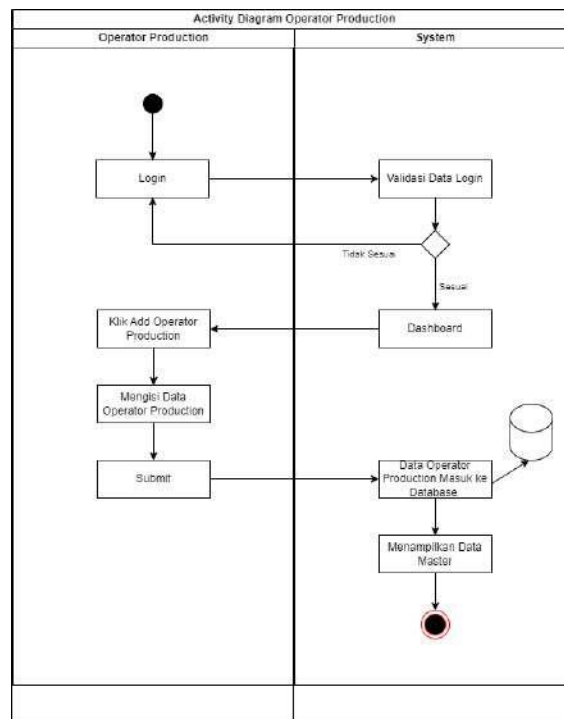 Activity Diagram Operator Production
Operator Production
System
Login
Validasi Data Login
Tidak Sesuai
Sesuai
Klik Add Operator
Production
Dashboard
Mengisi Data
Operator Production
Submit
Data Operator
Production Masuk ke
Database
Menampilkan Data
Master